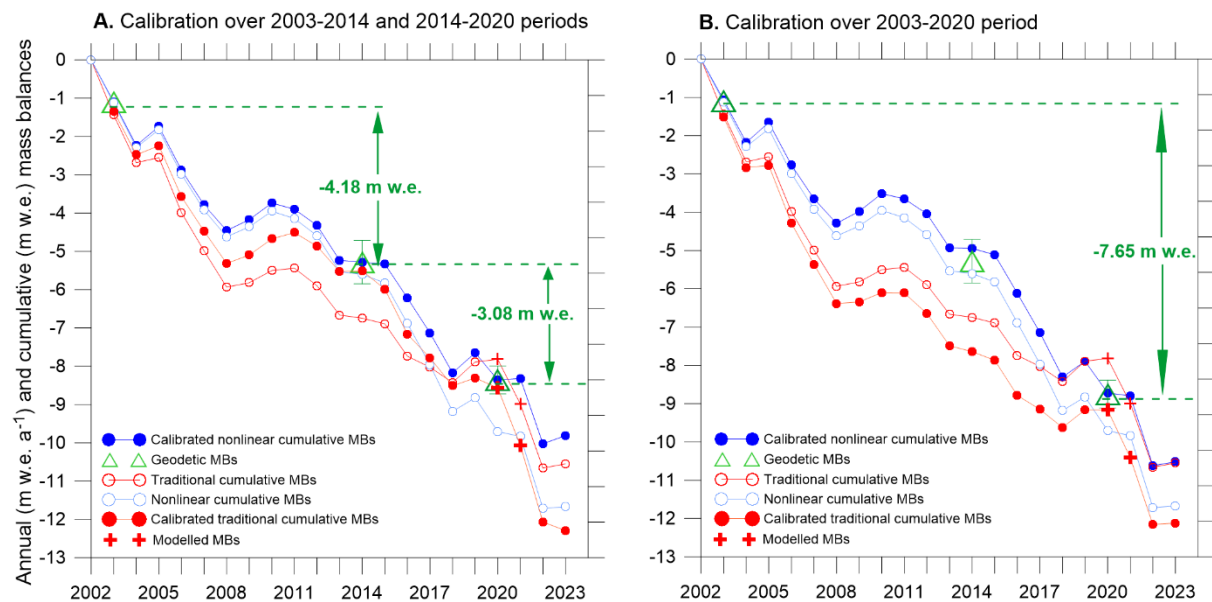 A. Calibration over 2003-2014 and 2014-2020 periods
Annual (m w.e. a⁻¹) and cumulative (m w.e.) mass balances
0
-1
-2
-3
-4
-5
-6
-7
-8
-9
-10
-11
-12
-13
-4.18 m w.e.
-3.08 m w.e.
Calibrated nonlinear cumulative MBs
Geodetic MBs
Traditional cumulative MBs
Nonlinear cumulative MBs
Calibrated traditional cumulative MBs
Modelled MBs
2002 2005 2008 2011 2014 2017 2020 2023
B. Calibration over 2003-2020 period
0
-1
-2
-3
-4
-5
-6
-7
-8
-9
-10
-11
-12
-13
-7.65 m w.e.
Calibrated nonlinear cumulative MBs
Geodetic MBs
Traditional cumulative MBs
Nonlinear cumulative MBs
Calibrated traditional cumulative MBs
Modelled MBs
2002 2005 2008 2011 2014 2017 2020 2023